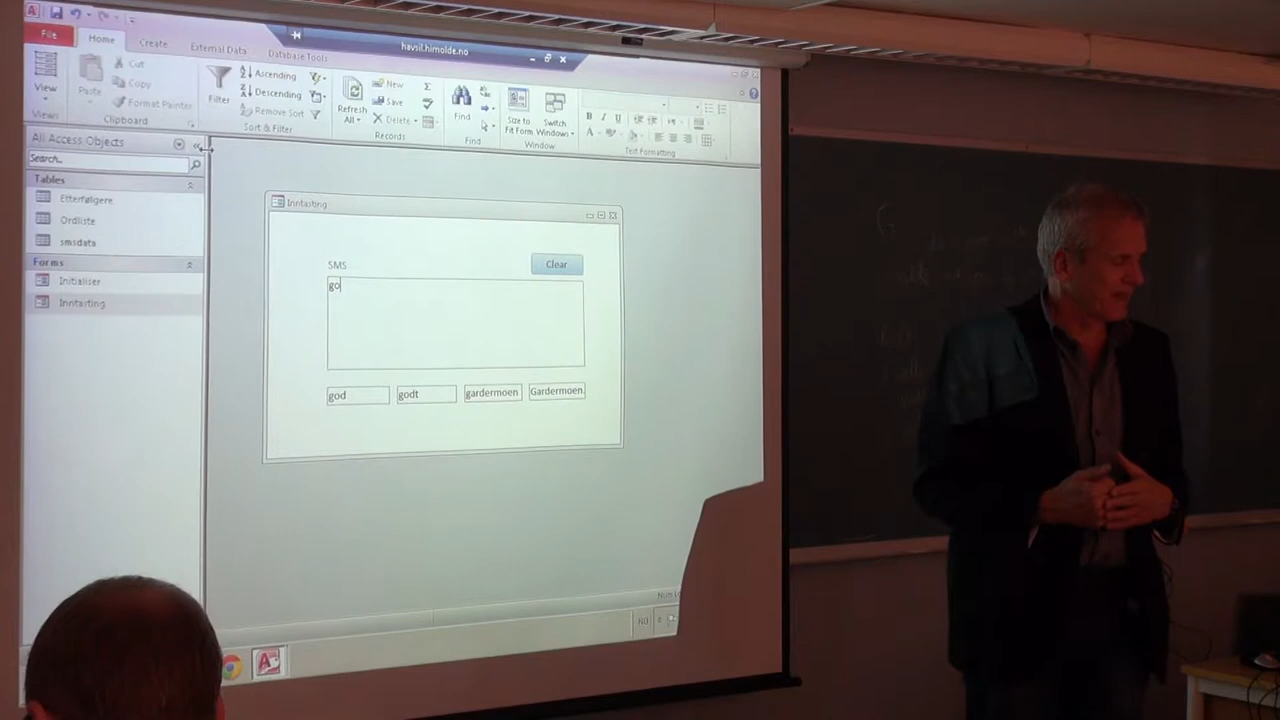 havsil.himolde.no
File Home Create External Data Database Tools
View
Views
Paste
Cut
Copy
Format Painter
Clipboard
Filter
Ascending
Descending
Remove Sort
Sort & Filter
Refresh All
New
Save
Delete
Records
Find
Find
Size to Fit Form
Switch Windows
Window
B I U
A
Text Formatting
All Access Objects
Search...
Tables
Etterfølgere
Ordliste
smsdata
Forms
Initialiser
Inntasting
Inntasting
SMS
Clear
go
god godt gardermoen Gardermoen.
NO